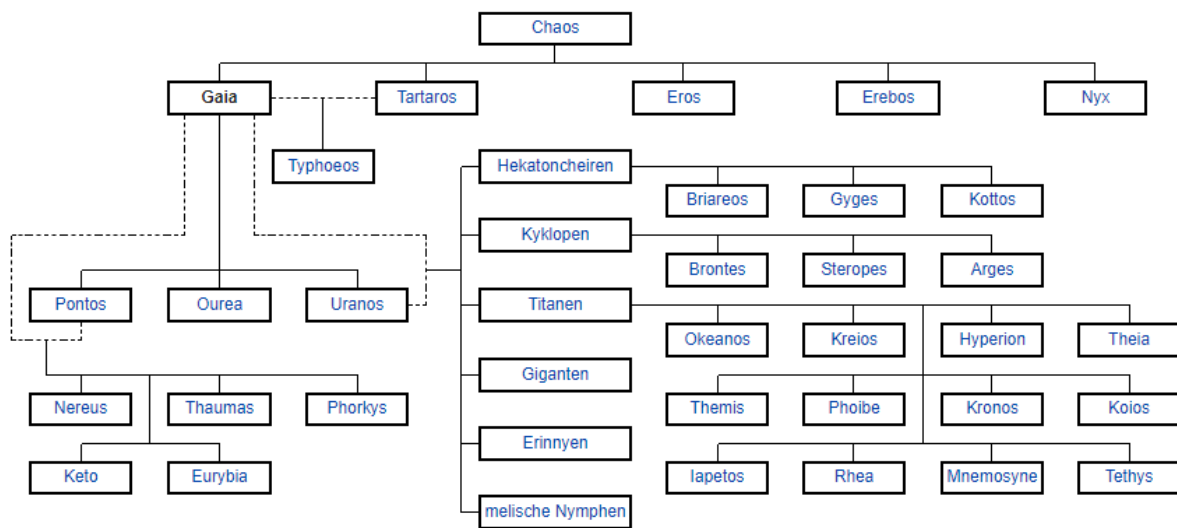 Chaos
Gaia
Tartaros
Eros
Erebos
Nyx
Typhoeos
Hekatoncheiren
Briareos
Gyges
Kottos
Kyklopen
Brontes
Steropes
Arges
Pontos
Ourea
Uranos
Titanen
Okeanos
Kreios
Hyperion
Theia
Giganten
Themis
Phoibe
Kronos
Koios
Nereus
Thaumas
Phorkys
Erinnyen
Iapetos
Rhea
Mnemosyne
Tethys
Keto
Eurybia
melische Nymphen